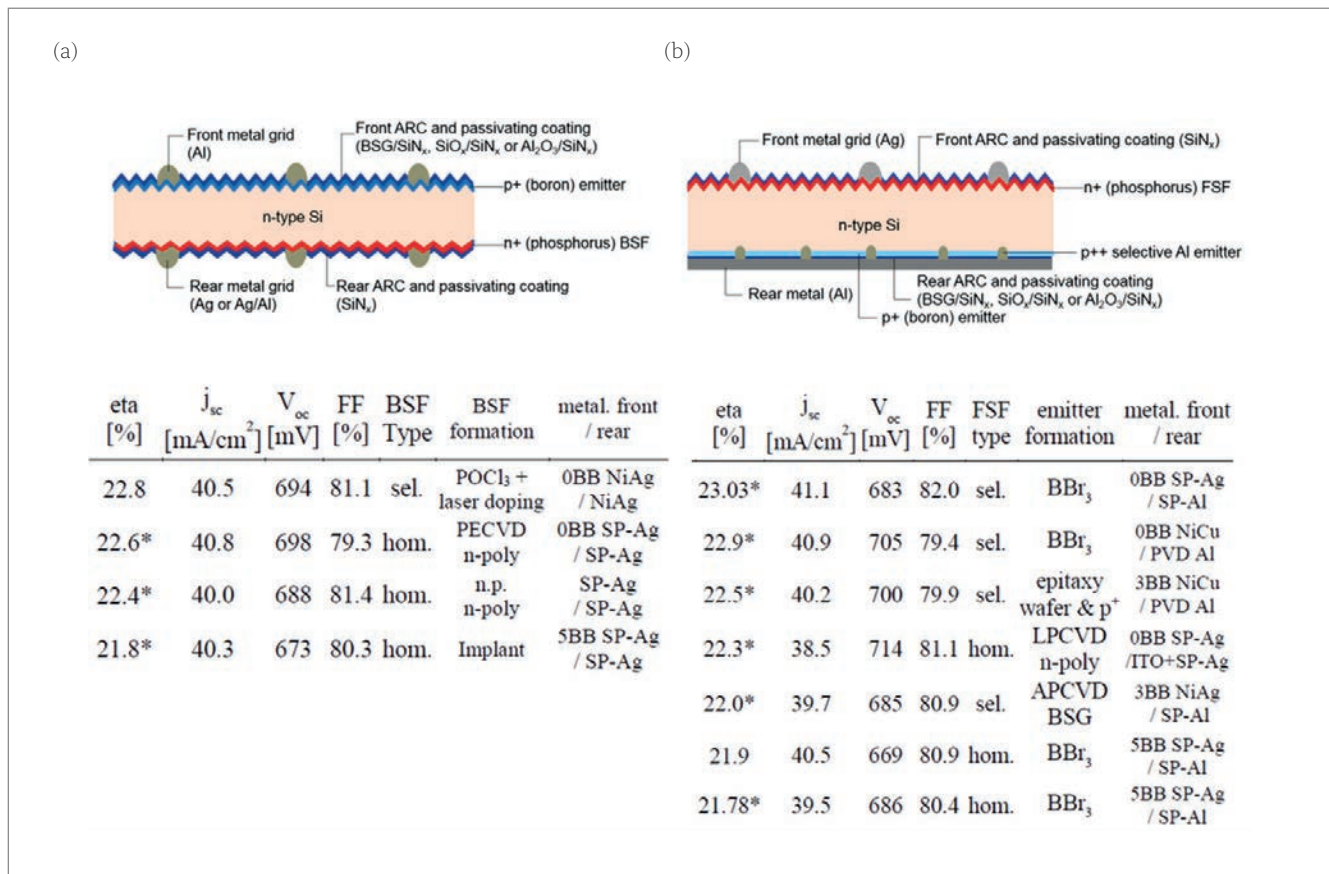 (a)
Front metal grid
(Al)
Front ARC and passivating coating
(BSG/SiNₓ, SiOₓ/SiNₓ or Al₂O₃/SiNₓ)
p+ (boron) emitter
n-type Si
n+ (phosphorus) BSF
Rear metal grid
(Ag or Ag/Al)
Rear ARC and passivating coating
(SiNₓ)
eta [%] j_sc [mA/cm²] V_oc [mV] FF [%] BSF Type BSF formation metal. front / rear
22.8 40.5 694 81.1 sel. POCl₃ + laser doping 0BB NiAg / NiAg
22.6* 40.8 698 79.3 hom. PECVD n-poly 0BB SP-Ag / SP-Ag
22.4* 40.0 688 81.4 hom. n.p. n-poly SP-Ag / SP-Ag
21.8* 40.3 673 80.3 hom. Implant 5BB SP-Ag / SP-Ag
(b)
Front metal grid (Ag)
Front ARC and passivating coating (SiNₓ)
n+ (phosphorus) FSF
n-type Si
p++ selective Al emitter
Rear metal (Al)
Rear ARC and passivating coating
(BSG/SiNₓ, SiOₓ/SiNₓ or Al₂O₃/SiNₓ)
p+ (boron) emitter
eta [%] j_sc [mA/cm²] V_oc [mV] FF [%] FSF type emitter formation metal. front / rear
23.03* 41.1 683 82.0 sel. BBr₃ 0BB SP-Ag / SP-Al
22.9* 40.9 705 79.4 sel. BBr₃ 0BB NiCu / PVD Al
22.5* 40.2 700 79.9 sel. epitaxy wafer & p⁺ 3BB NiCu / PVD Al
22.3* 38.5 714 81.1 hom. LPCVD n-poly 0BB SP-Ag /ITO+SP-Ag
22.0* 39.7 685 80.9 sel. APCVD BSG 3BB NiAg / SP-Al
21.9 40.5 669 80.9 hom. BBr₃ 5BB SP-Ag / SP-Al
21.78* 39.5 686 80.4 hom. BBr₃ 5BB SP-Ag / SP-Al